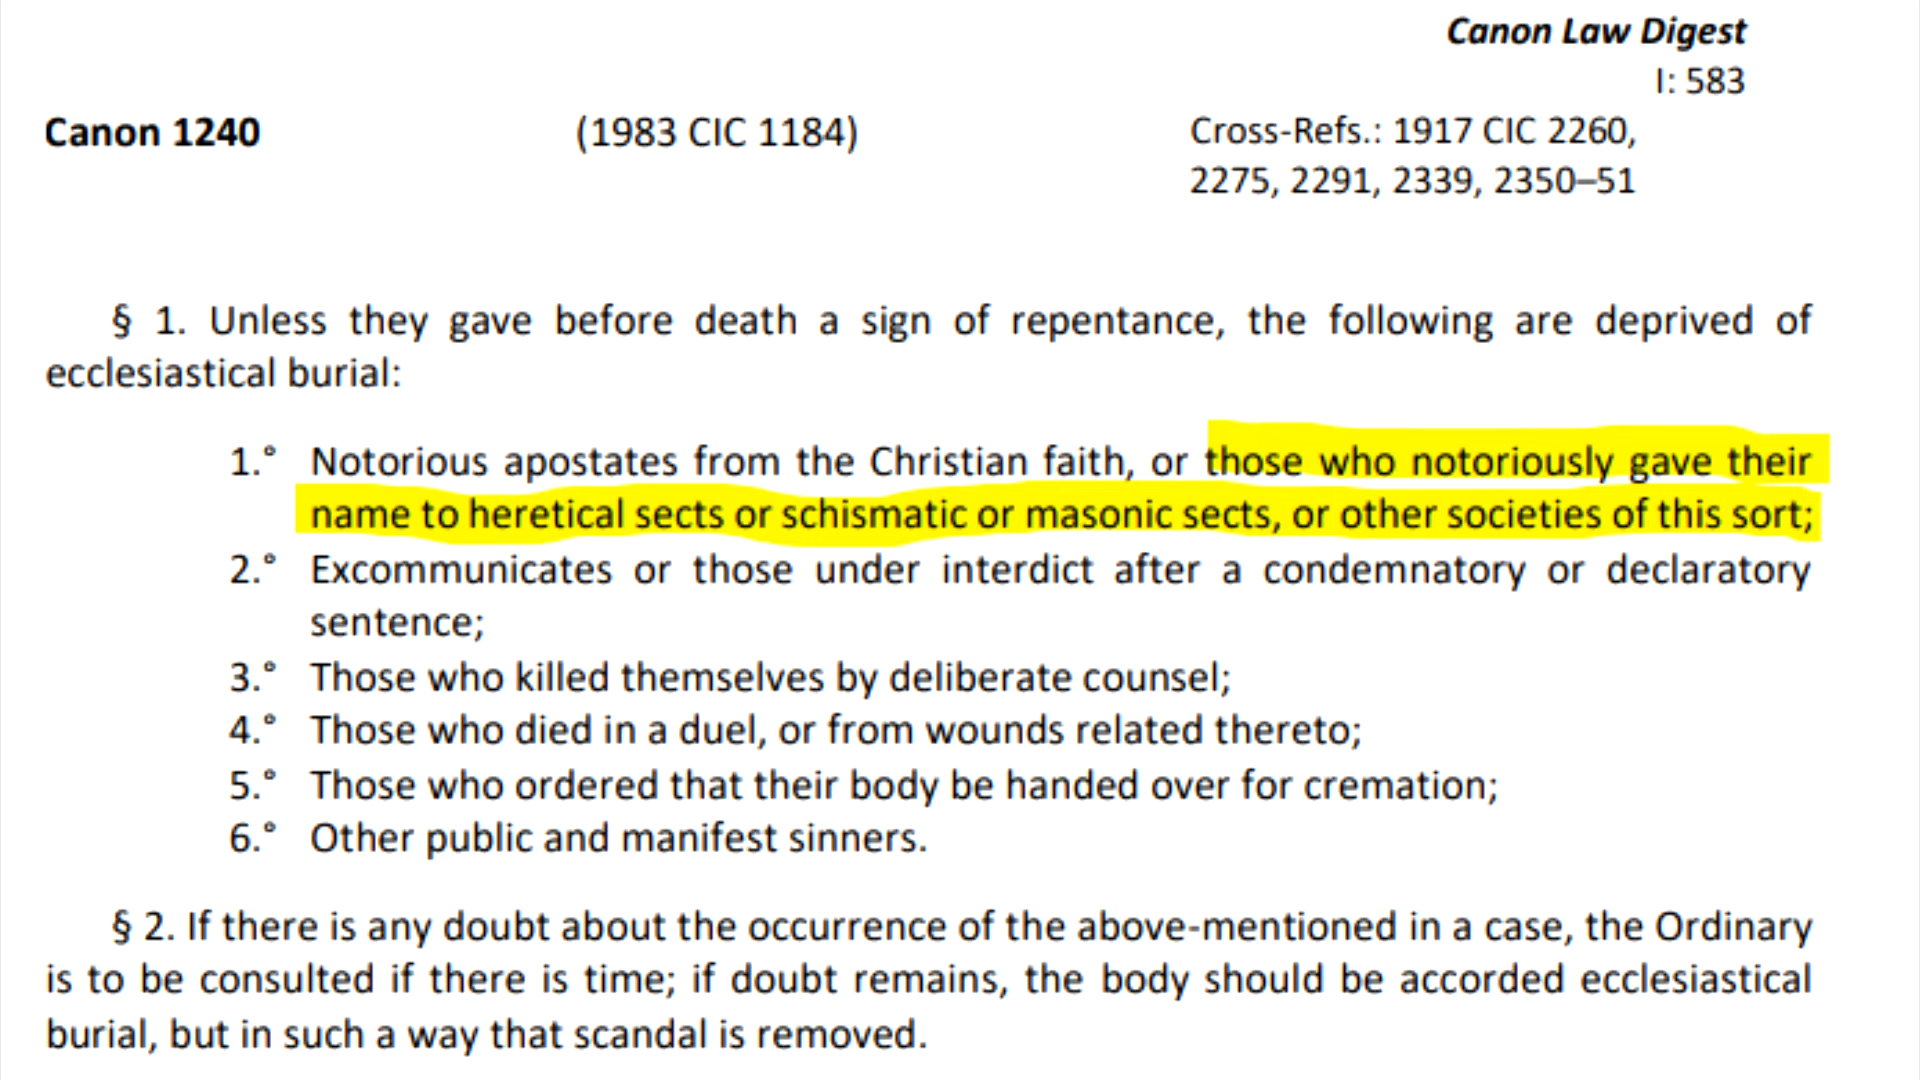 Canon Law Digest
I: 583
Canon 1240 (1983 CIC 1184) Cross-Refs.: 1917 CIC 2260,
2275, 2291, 2339, 2350–51
§ 1. Unless they gave before death a sign of repentance, the following are deprived of
ecclesiastical burial:
1.° Notorious apostates from the Christian faith, or those who notoriously gave their
name to heretical sects or schismatic or masonic sects, or other societies of this sort;
2.° Excommunicates or those under interdict after a condemnatory or declaratory
sentence;
3.° Those who killed themselves by deliberate counsel;
4.° Those who died in a duel, or from wounds related thereto;
5.° Those who ordered that their body be handed over for cremation;
6.° Other public and manifest sinners.
§ 2. If there is any doubt about the occurrence of the above-mentioned in a case, the Ordinary
is to be consulted if there is time; if doubt remains, the body should be accorded ecclesiastical
burial, but in such a way that scandal is removed.